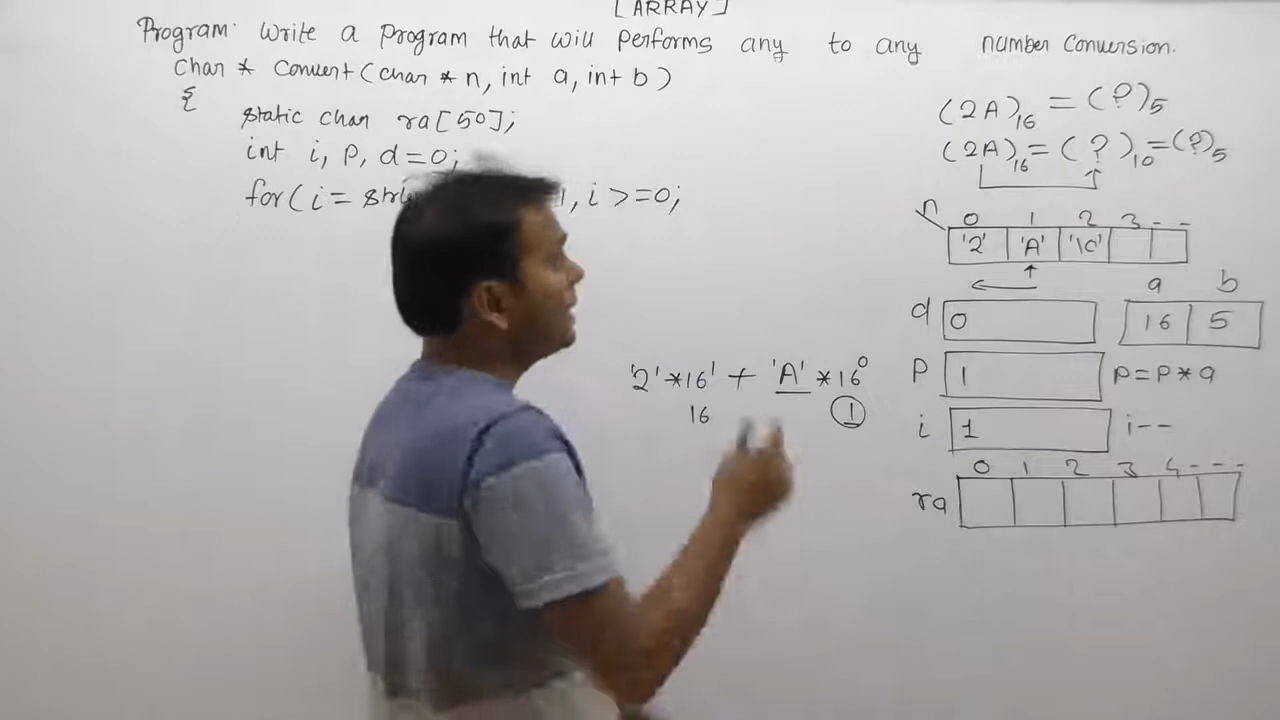 [ARRAY]
Program: Write a program that will performs any to any number conversion.
char * convert(char * n, int a, int b)
{
static char ra[50];
int i, p, d=0;
for(i= 1, i >=0;
(2A)16 = (?)5
(2A)16 = (?)10 = (?)5
n 0 1 2 3 - -
'2' 'A' '\0'
a b
d 0 16 5
'2' *16¹ + 'A' *16⁰
16 1
p 1 p=p*a
i 1 i--
0 1 2 3 4 - - -
ra